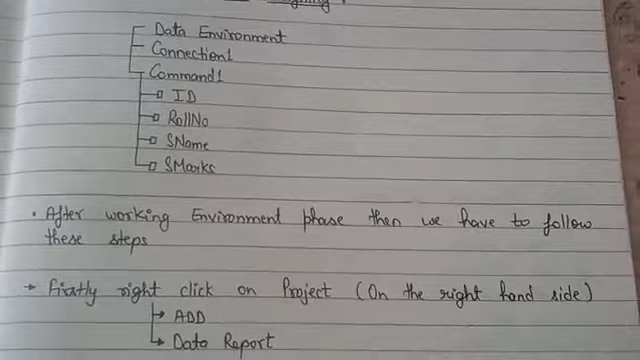 Data Environment
Connection1
Command1
ID
RollNo
SName
SMarks
• After working Environment phase then we have to follow
these steps
→ Firstly right click on Project (On the right hand side)
→ ADD
→ Data Report